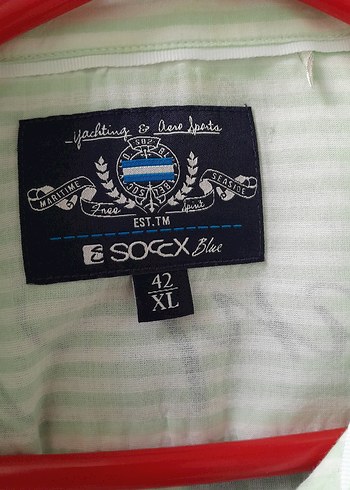 Yachting & Aero Sports
MARITIME
SEASIDE
Free Spirit
EST.TM
SOCCX Blue
42
XL